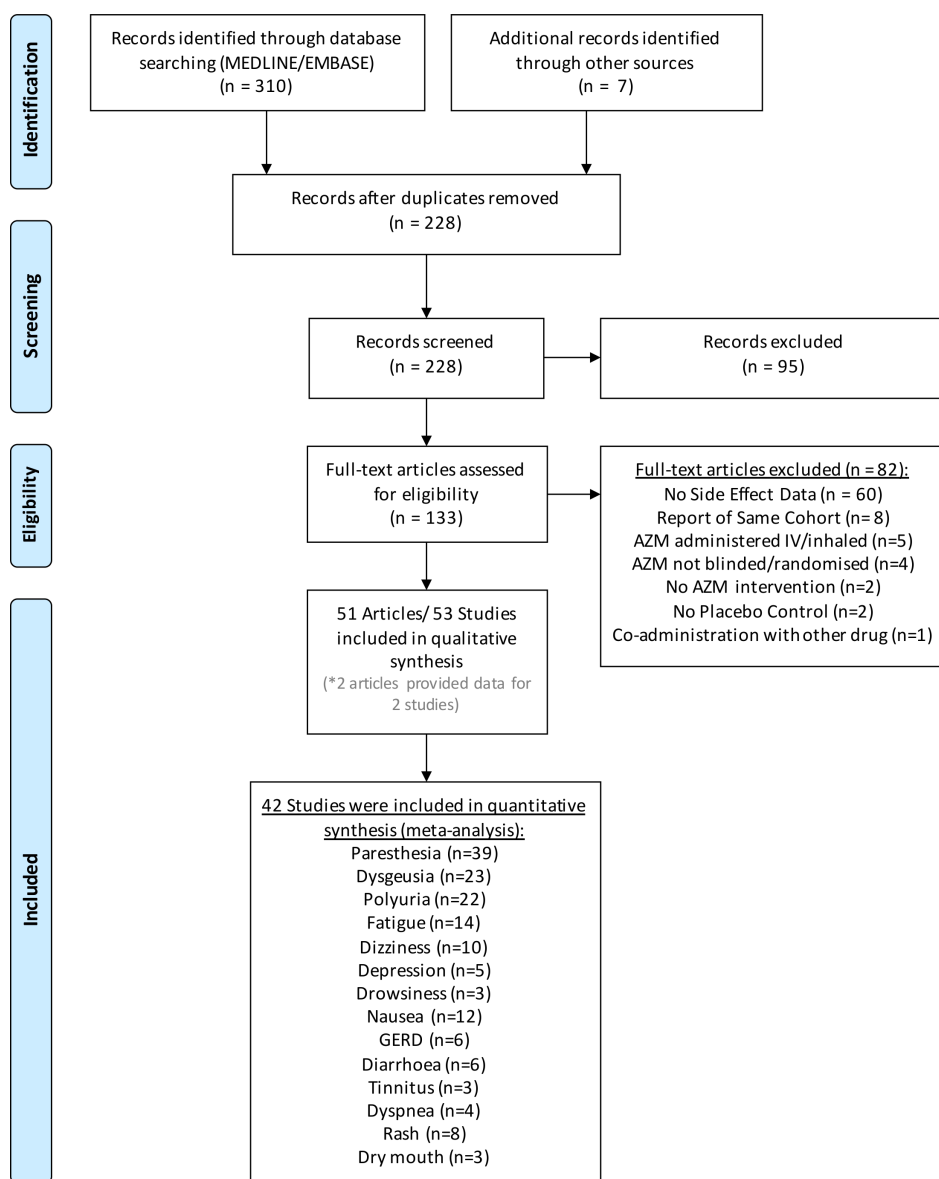 Identification
Records identified through database
searching (MEDLINE/EMBASE)
(n = 310)
Additional records identified
through other sources
(n = 7)
Records after duplicates removed
(n = 228)
Screening
Records screened
(n = 228)
Records excluded
(n = 95)
Eligibility
Full-text articles assessed
for eligibility
(n = 133)
Full-text articles excluded (n = 82):
No Side Effect Data (n = 60)
Report of Same Cohort (n= 8)
AZM administered IV/inhaled (n=5)
AZM not blinded/randomised (n=4)
No AZM intervention (n=2)
No Placebo Control (n=2)
Co-administration with other drug (n=1)
Included
51 Articles/ 53 Studies
included in qualitative
synthesis
(*2 articles provided data for
2 studies)
42 Studies were included in quantitative
synthesis (meta-analysis):
Paresthesia (n=39)
Dysgeusia (n=23)
Polyuria (n=22)
Fatigue (n=14)
Dizziness (n=10)
Depression (n=5)
Drowsiness (n=3)
Nausea (n=12)
GERD (n=6)
Diarrhoea (n=6)
Tinnitus (n=3)
Dyspnea (n=4)
Rash (n=8)
Dry mouth (n=3)